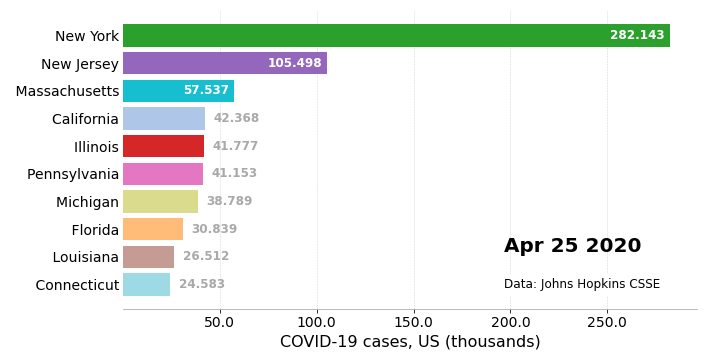 New York 282.143
New Jersey 105.498
Massachusetts 57.537
California 42.368
Illinois 41.777
Pennsylvania 41.153
Michigan 38.789
Florida 30.839
Louisiana 26.512
Connecticut 24.583
Apr 25 2020
Data: Johns Hopkins CSSE
50.0 100.0 150.0 200.0 250.0
COVID-19 cases, US (thousands)